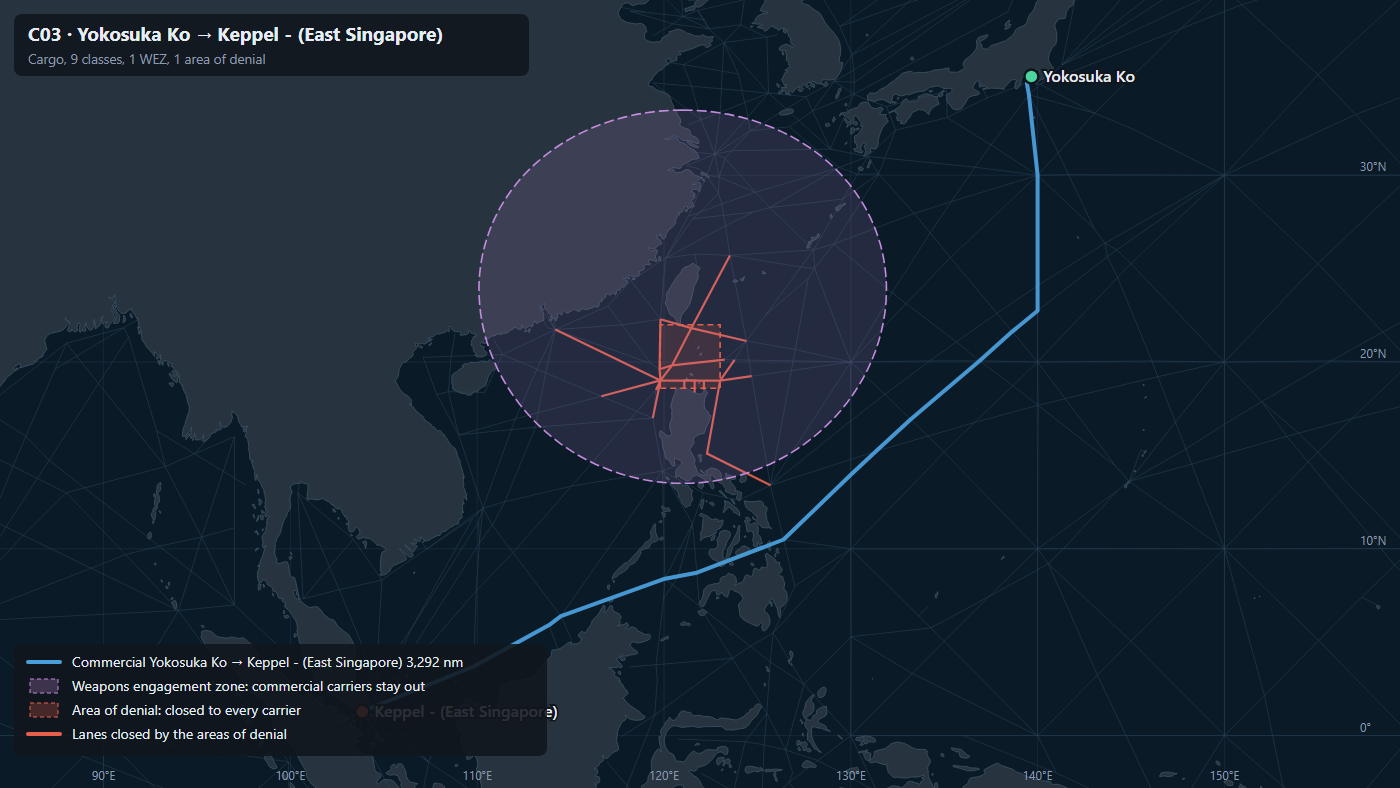 C03 · Yokosuka Ko → Keppel - (East Singapore)
Cargo, 9 classes, 1 WEZ, 1 area of denial
Yokosuka Ko
30°N
20°N
10°N
Commercial Yokosuka Ko → Keppel - (East Singapore) 3,292 nm
Weapons engagement zone: commercial carriers stay out
Area of denial: closed to every carrier
Keppel - (East Singapore)
Lanes closed by the areas of denial
0°
90°E
100°E
110°E
120°E
130°E
140°E
150°E